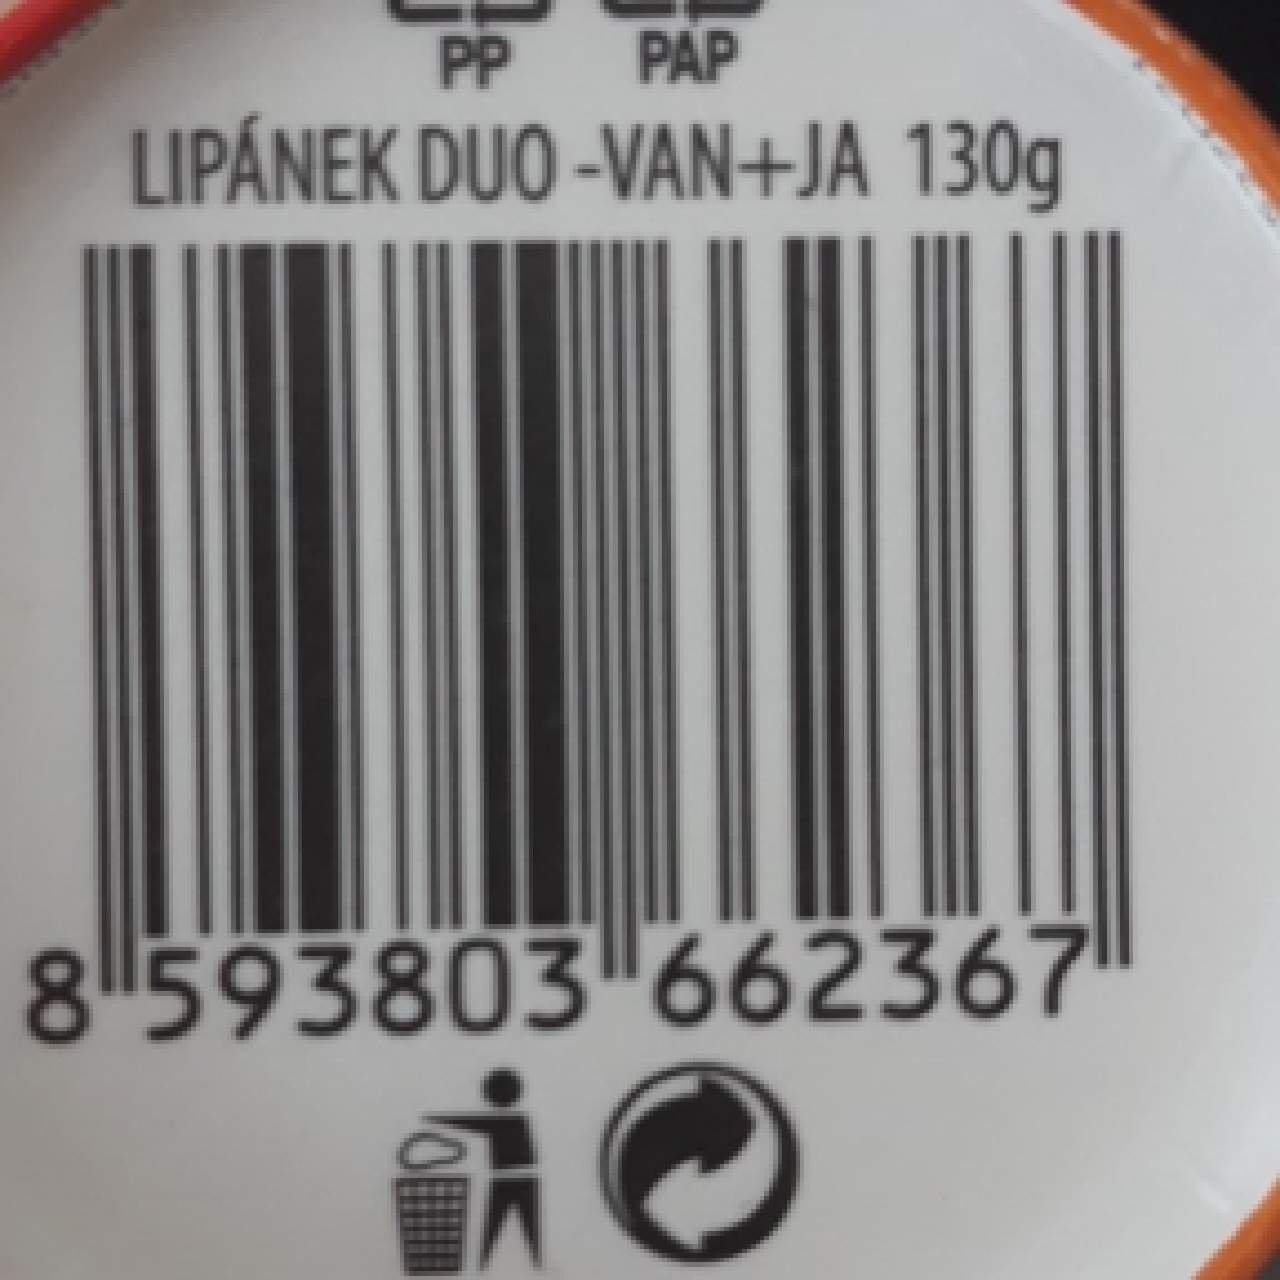 PP PAP
LIPÁNEK DUO -VAN+JA 130g
8 593803 662367